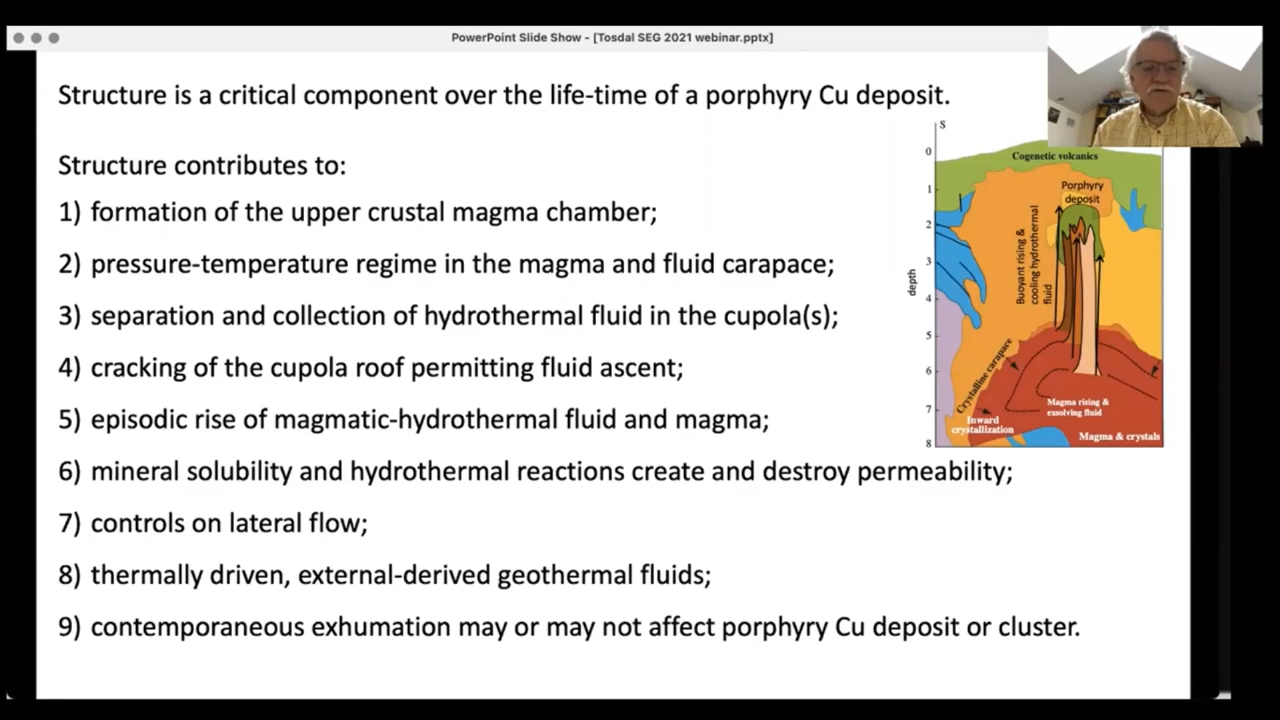 PowerPoint Slide Show - [Tosdal SEG 2021 webinar.pptx]
Structure is a critical component over the life-time of a porphyry Cu deposit.
Structure contributes to:
1) formation of the upper crustal magma chamber;
2) pressure-temperature regime in the magma and fluid carapace;
3) separation and collection of hydrothermal fluid in the cupola(s);
4) cracking of the cupola roof permitting fluid ascent;
5) episodic rise of magmatic-hydrothermal fluid and magma;
6) mineral solubility and hydrothermal reactions create and destroy permeability;
7) controls on lateral flow;
8) thermally driven, external-derived geothermal fluids;
9) contemporaneous exhumation may or may not affect porphyry Cu deposit or cluster.
S
0
1
2
3
4
5
6
7
8
depth
Cogenetic volcanics
Porphyry
deposit
Buoyant rising &
cooling hydrothermal
fluid
Crystalline carapace
Inward
crystallization
Magma rising &
exsolving fluid
Magma & crystals